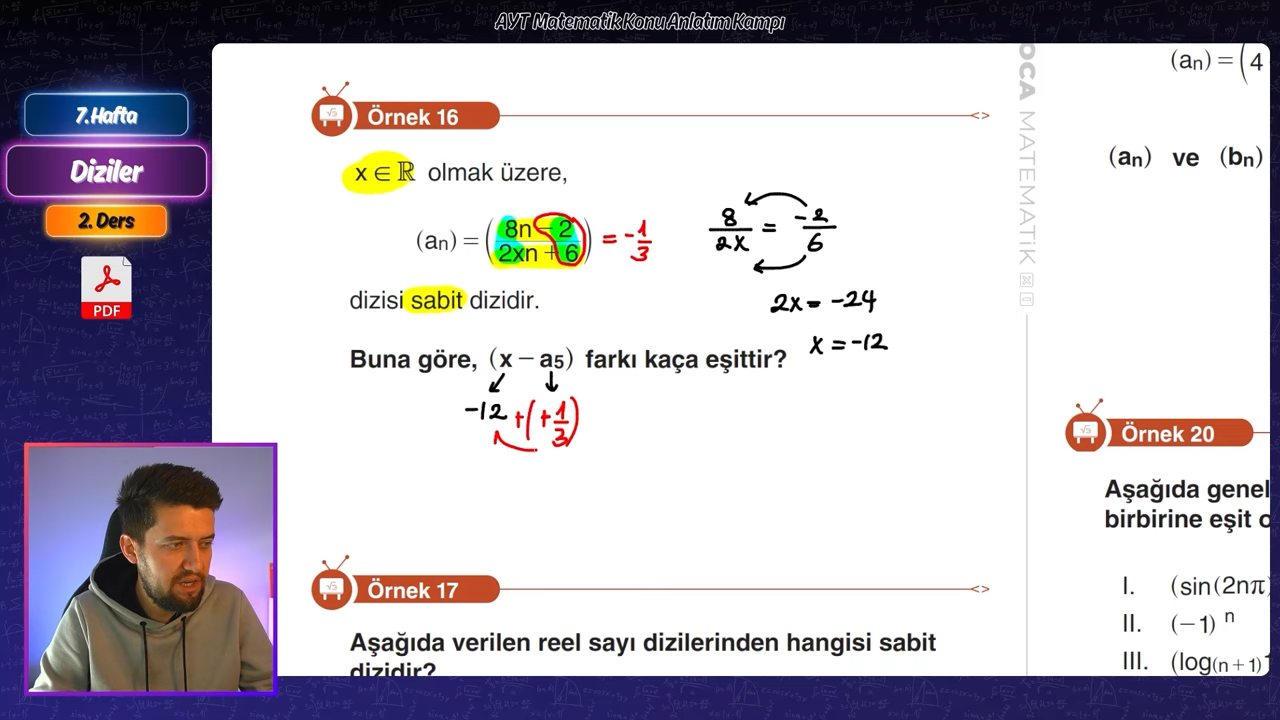 AYT Matematik Konu Anlatım Kampı
7. Hafta
Diziler
2. Ders
PDF
Örnek 16
x ∈ ℝ olmak üzere,
(aₙ) = ((8n − 2)/(2xn + 6)) = -1/3
dizisi sabit dizidir.
Buna göre, (x − a₅) farkı kaça eşittir?
-12 + (+1/3)
8/2x = -2/6
2x = -24
x = -12
Örnek 17
Aşağıda verilen reel sayı dizilerinden hangisi sabit
dizidir?
OCA MATEMATİK
(aₙ) = (4
(aₙ) ve (bₙ)
Örnek 20
Aşağıda genel
birbirine eşit o
I. (sin(2nπ)
II. (−1)ⁿ
III. (log₍ₙ₊₁₎